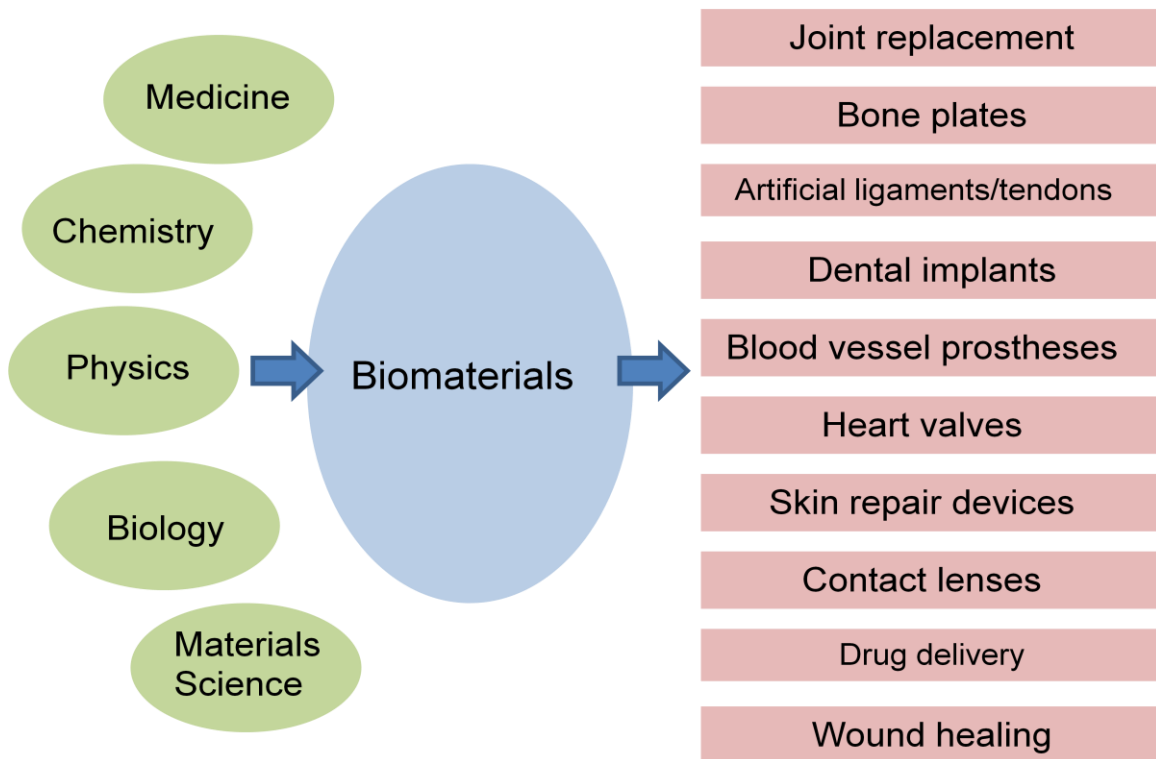 Medicine
Chemistry
Physics
Biology
Materials
Science
Biomaterials
Joint replacement
Bone plates
Artificial ligaments/tendons
Dental implants
Blood vessel prostheses
Heart valves
Skin repair devices
Contact lenses
Drug delivery
Wound healing